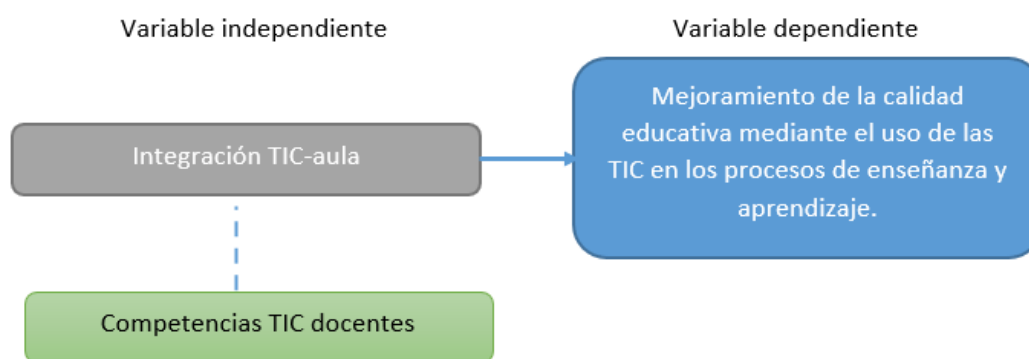 Variable independiente
Variable dependiente
Integración TIC-aula
Mejoramiento de la calidad
educativa mediante el uso de las
TIC en los procesos de enseñanza y
aprendizaje.
Competencias TIC docentes